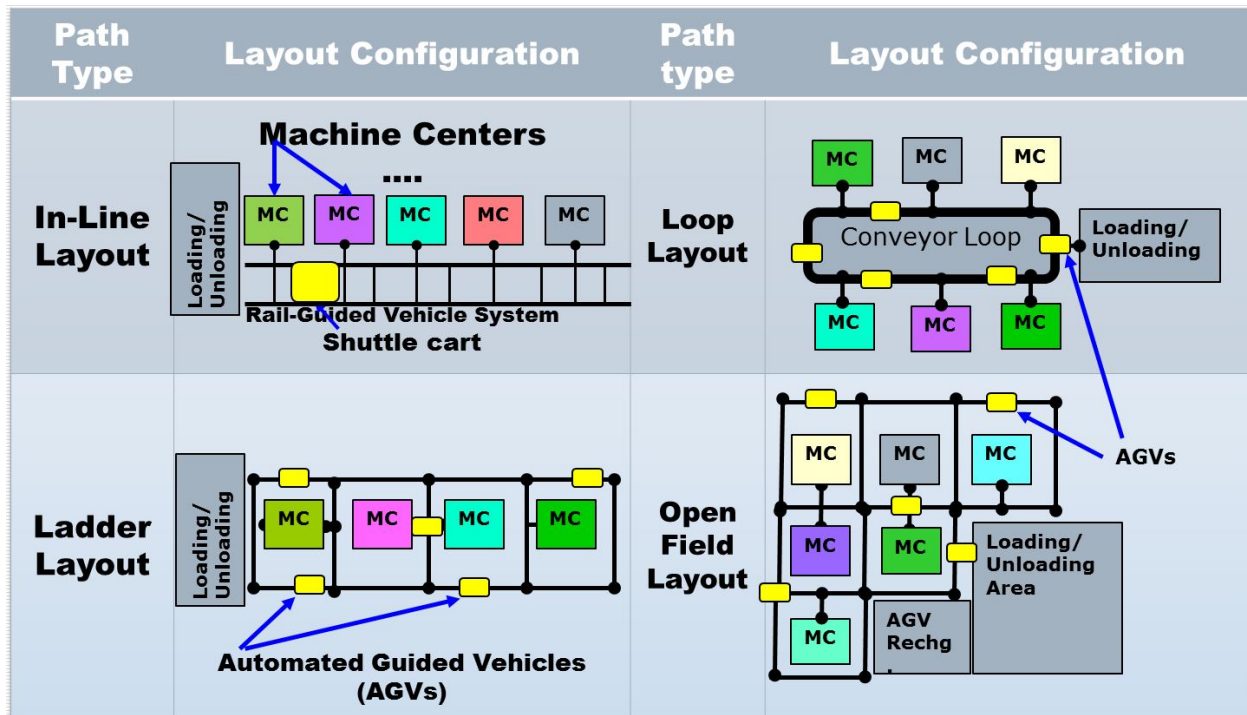 Path
Type
Layout Configuration
Path
type
Layout Configuration
In-Line
Layout
Machine Centers
....
Loading/
Unloading
MC
MC
MC
MC
MC
Rail-Guided Vehicle System
Shuttle cart
Loop
Layout
MC
MC
MC
Conveyor Loop
Loading/
Unloading
MC
MC
MC
Ladder
Layout
Loading/
Unloading
MC
MC
MC
MC
Automated Guided Vehicles
(AGVs)
Open
Field
Layout
AGVs
MC
MC
MC
MC
MC
Loading/
Unloading
Area
MC
AGV
Rechg
.